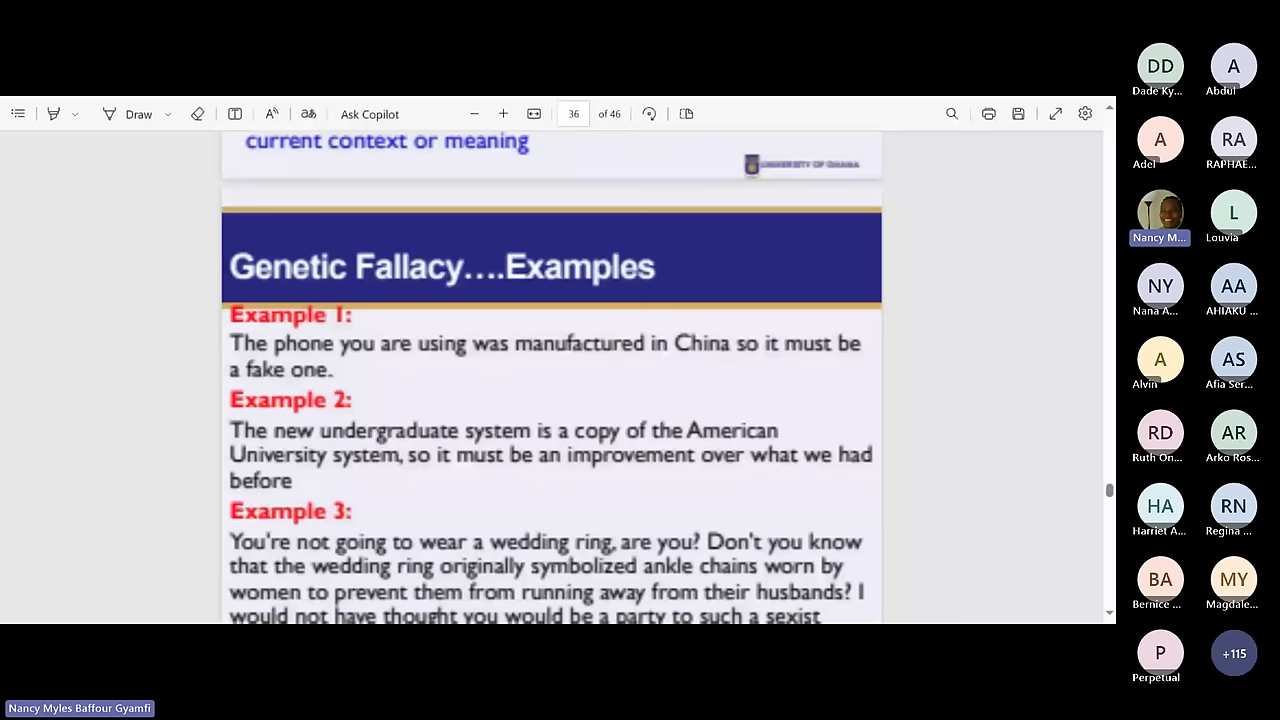 DD
A
Dade Ky...
Abdul
Draw
Ask Copilot
36
of 46
current context or meaning
UNIVERSITY OF GHANA
A
RA
Adel
RAPHAE...
Genetic Fallacy....Examples
L
Nancy M...
Louvia
Example 1:
The phone you are using was manufactured in China so it must be
a fake one.
NY
AA
Nana A...
AHIAKU ...
Example 2:
The new undergraduate system is a copy of the American
University system, so it must be an improvement over what we had
before
A
AS
Alvin
Afia Ser...
RD
AR
Ruth On...
Arko Ros...
Example 3:
You're not going to wear a wedding ring, are you? Don't you know
that the wedding ring originally symbolized ankle chains worn by
women to prevent them from running away from their husbands? I
would not have thought you would be a party to such a sexist
HA
RN
Harriet A...
Regina ...
BA
MY
Bernice ...
Magdale...
P
+115
Perpetual
Nancy Myles Baffour Gyamfi